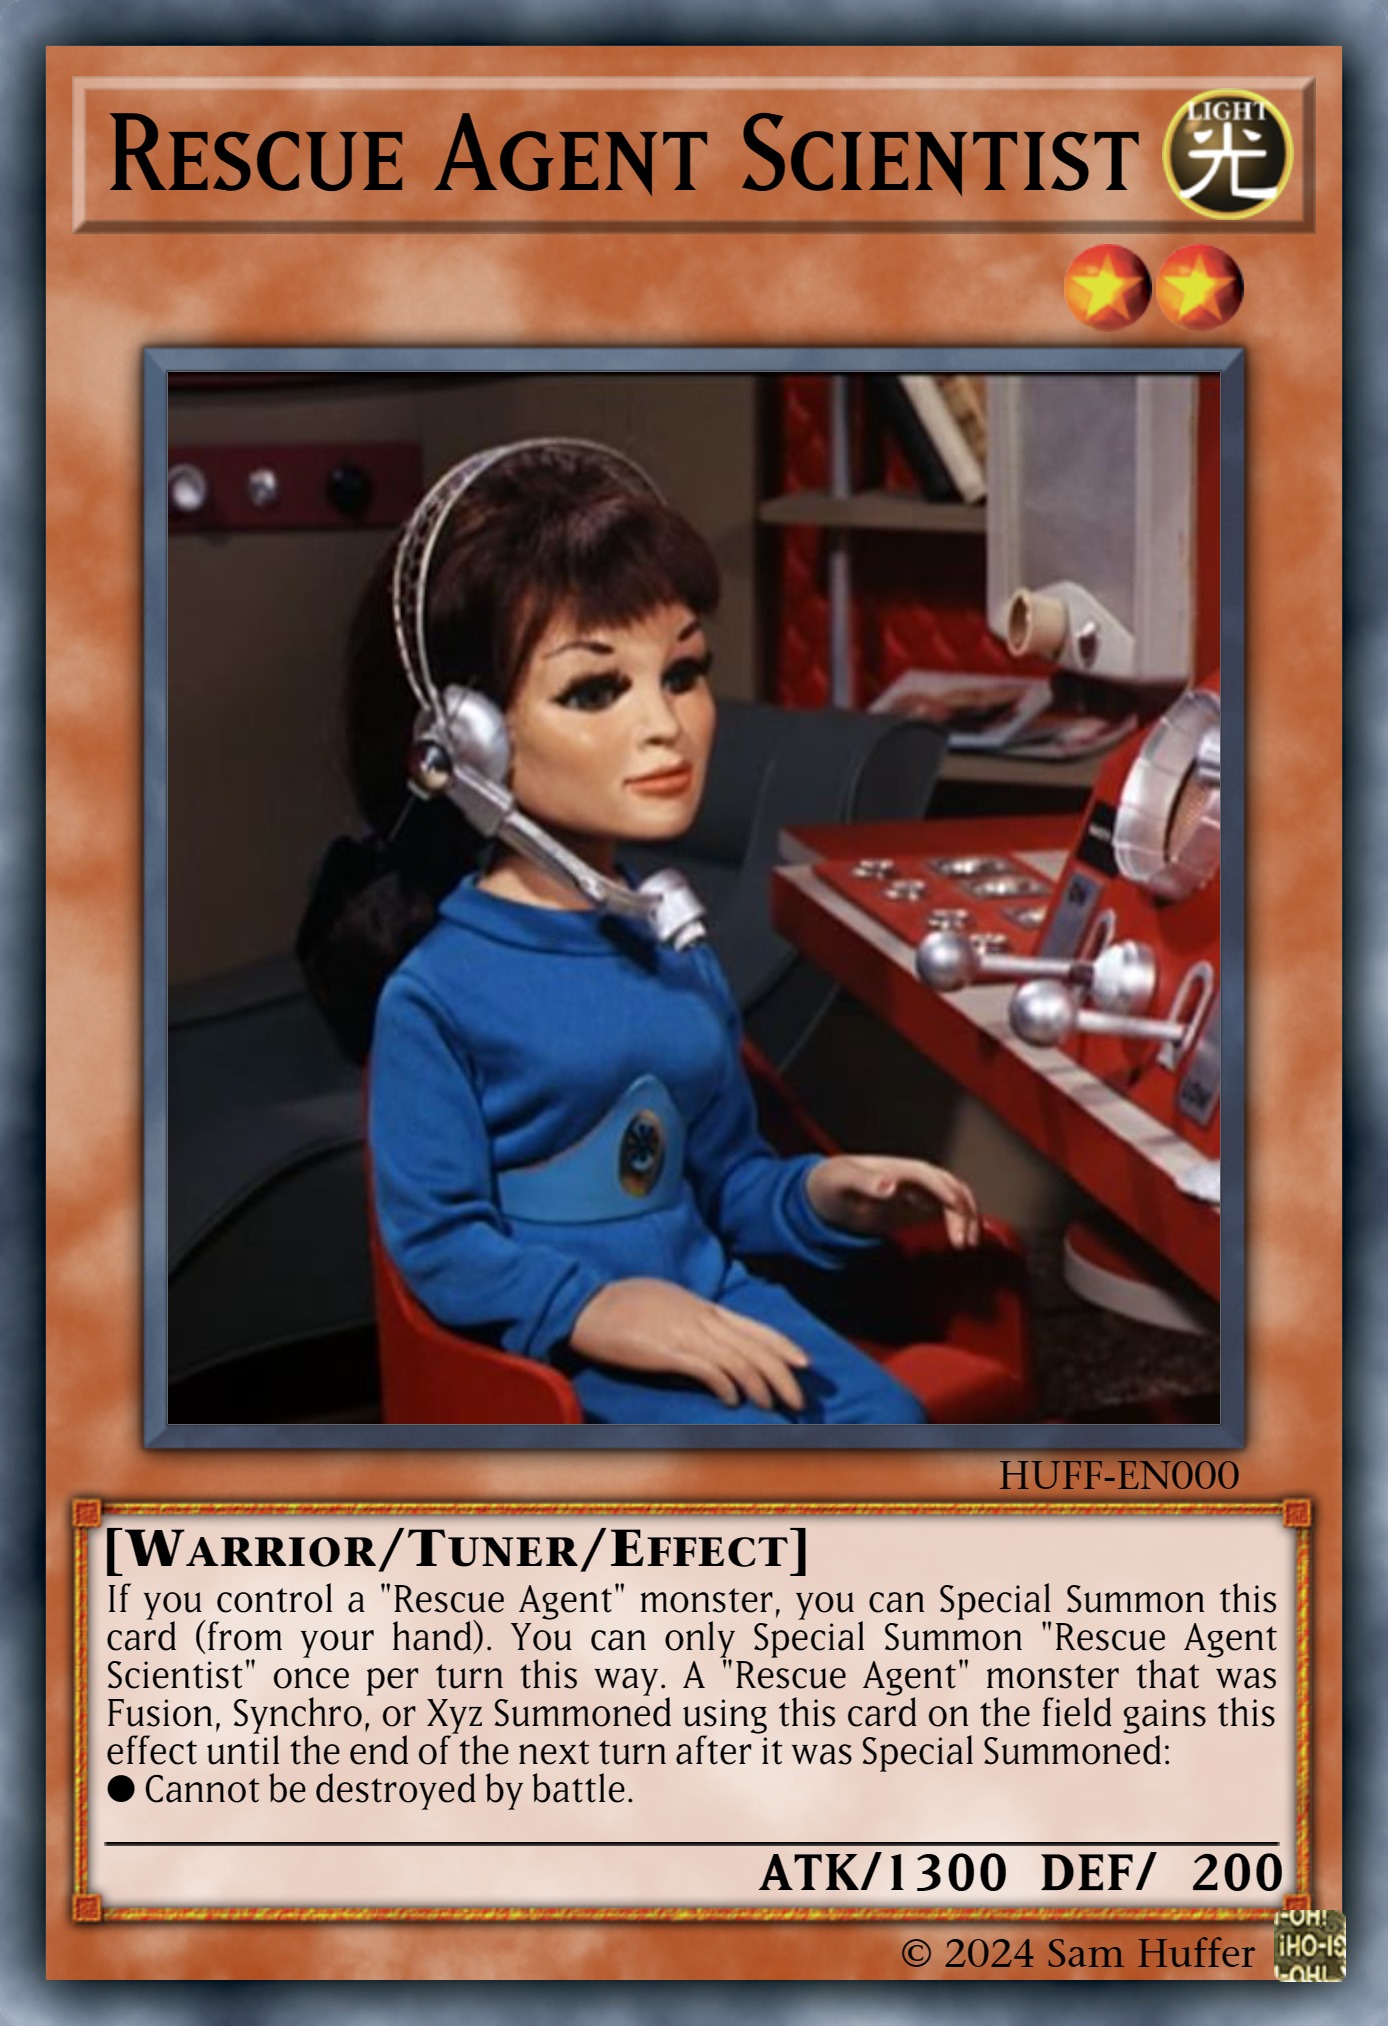 RESCUE AGENT SCIENTIST
LIGHT
光
ON
LOW
HUFF-EN000
[WARRIOR/TUNER/EFFECT]
If you control a "Rescue Agent" monster, you can Special Summon this
card (from your hand). You can only Special Summon "Rescue Agent
Scientist" once per turn this way. A "Rescue Agent" monster that was
Fusion, Synchro, or Xyz Summoned using this card on the field gains this
effect until the end of the next turn after it was Special Summoned:
● Cannot be destroyed by battle.
ATK/1300 DEF/ 200
© 2024 Sam Huffer